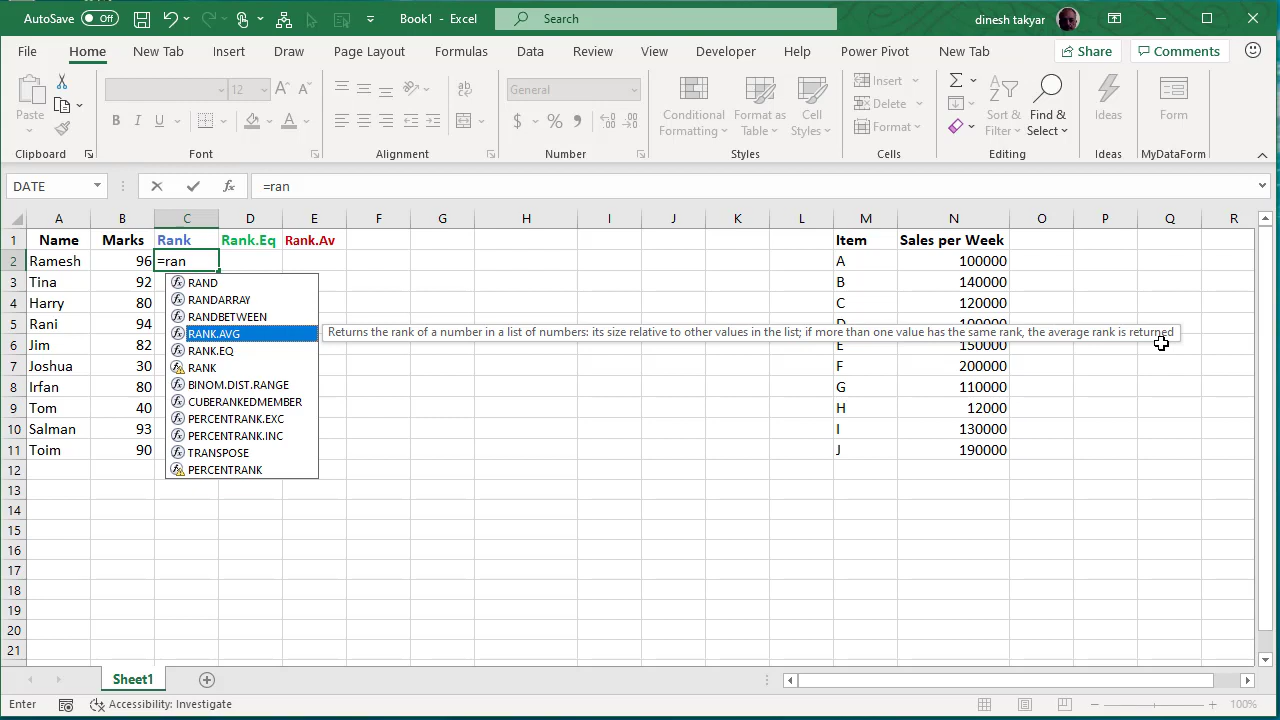 AutoSave Off Book1 - Excel Search dinesh takyar
File Home New Tab Insert Draw Page Layout Formulas Data Review View Developer Help Power Pivot New Tab Share Comments
Paste
Clipboard
12
B I U
Font
ab
Alignment
General
$ % ,
Number
Conditional Formatting
Format as Table
Cell Styles
Styles
Insert
Delete
Format
Cells
Sort & Filter
Find & Select
Editing
Ideas
Ideas
Form
MyDataForm
DATE fx =ran
A B C D E F G H I J K L M N O P Q R
1 Name Marks Rank Rank.Eq Rank.Av Item Sales per Week
2 Ramesh 96 =ran A 100000
3 Tina 92 B 140000
4 Harry 80 C 120000
5 Rani 94
6 Jim 82 E 150000
7 Joshua 30 F 200000
8 Irfan 80 G 110000
9 Tom 40 H 12000
10 Salman 93 I 130000
11 Toim 90 J 190000
12
13
14
15
16
17
18
19
20
21
RAND
RANDARRAY
RANDBETWEEN
RANK.AVG Returns the rank of a number in a list of numbers: its size relative to other values in the list; if more than one value has the same rank, the average rank is returned
RANK.EQ
RANK
BINOM.DIST.RANGE
CUBERANKEDMEMBER
PERCENTRANK.EXC
PERCENTRANK.INC
TRANSPOSE
PERCENTRANK
Sheet1
Enter Accessibility: Investigate 100%